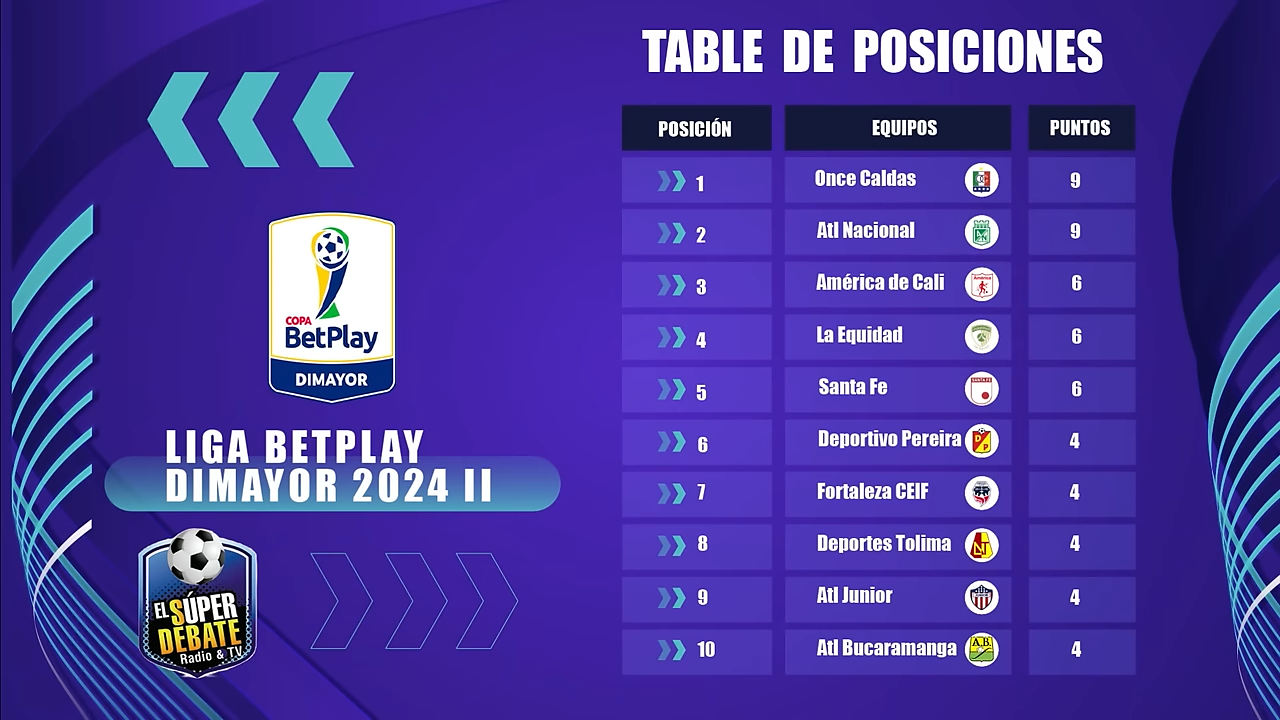 TABLE DE POSICIONES
POSICIÓN EQUIPOS PUNTOS
1 Once Caldas 9
2 Atl Nacional 9
3 América de Cali 6
4 La Equidad 6
5 Santa Fe 6
6 Deportivo Pereira 4
7 Fortaleza CEIF 4
8 Deportes Tolima 4
9 Atl Junior 4
10 Atl Bucaramanga 4
COPA
BetPlay
DIMAYOR
LIGA BETPLAY
DIMAYOR 2024 II
EL SÚPER
DEBATE
Radio & TV